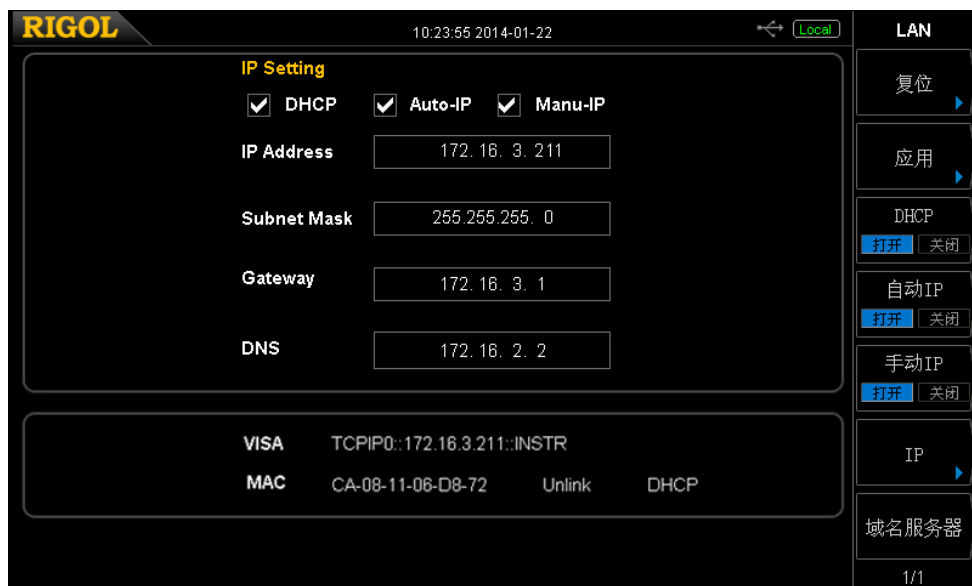 RIGOL
10:23:55 2014-01-22
Local
LAN
IP Setting
DHCP Auto-IP Manu-IP
IP Address 172. 16. 3. 211
Subnet Mask 255.255.255. 0
Gateway 172. 16. 3. 1
DNS 172. 16. 2. 2
VISA TCPIP0::172.16.3.211::INSTR
MAC CA-08-11-06-D8-72 Unlink DHCP
复位
应用
DHCP
打开 关闭
自动IP
打开 关闭
手动IP
打开 关闭
IP
域名服务器
1/1